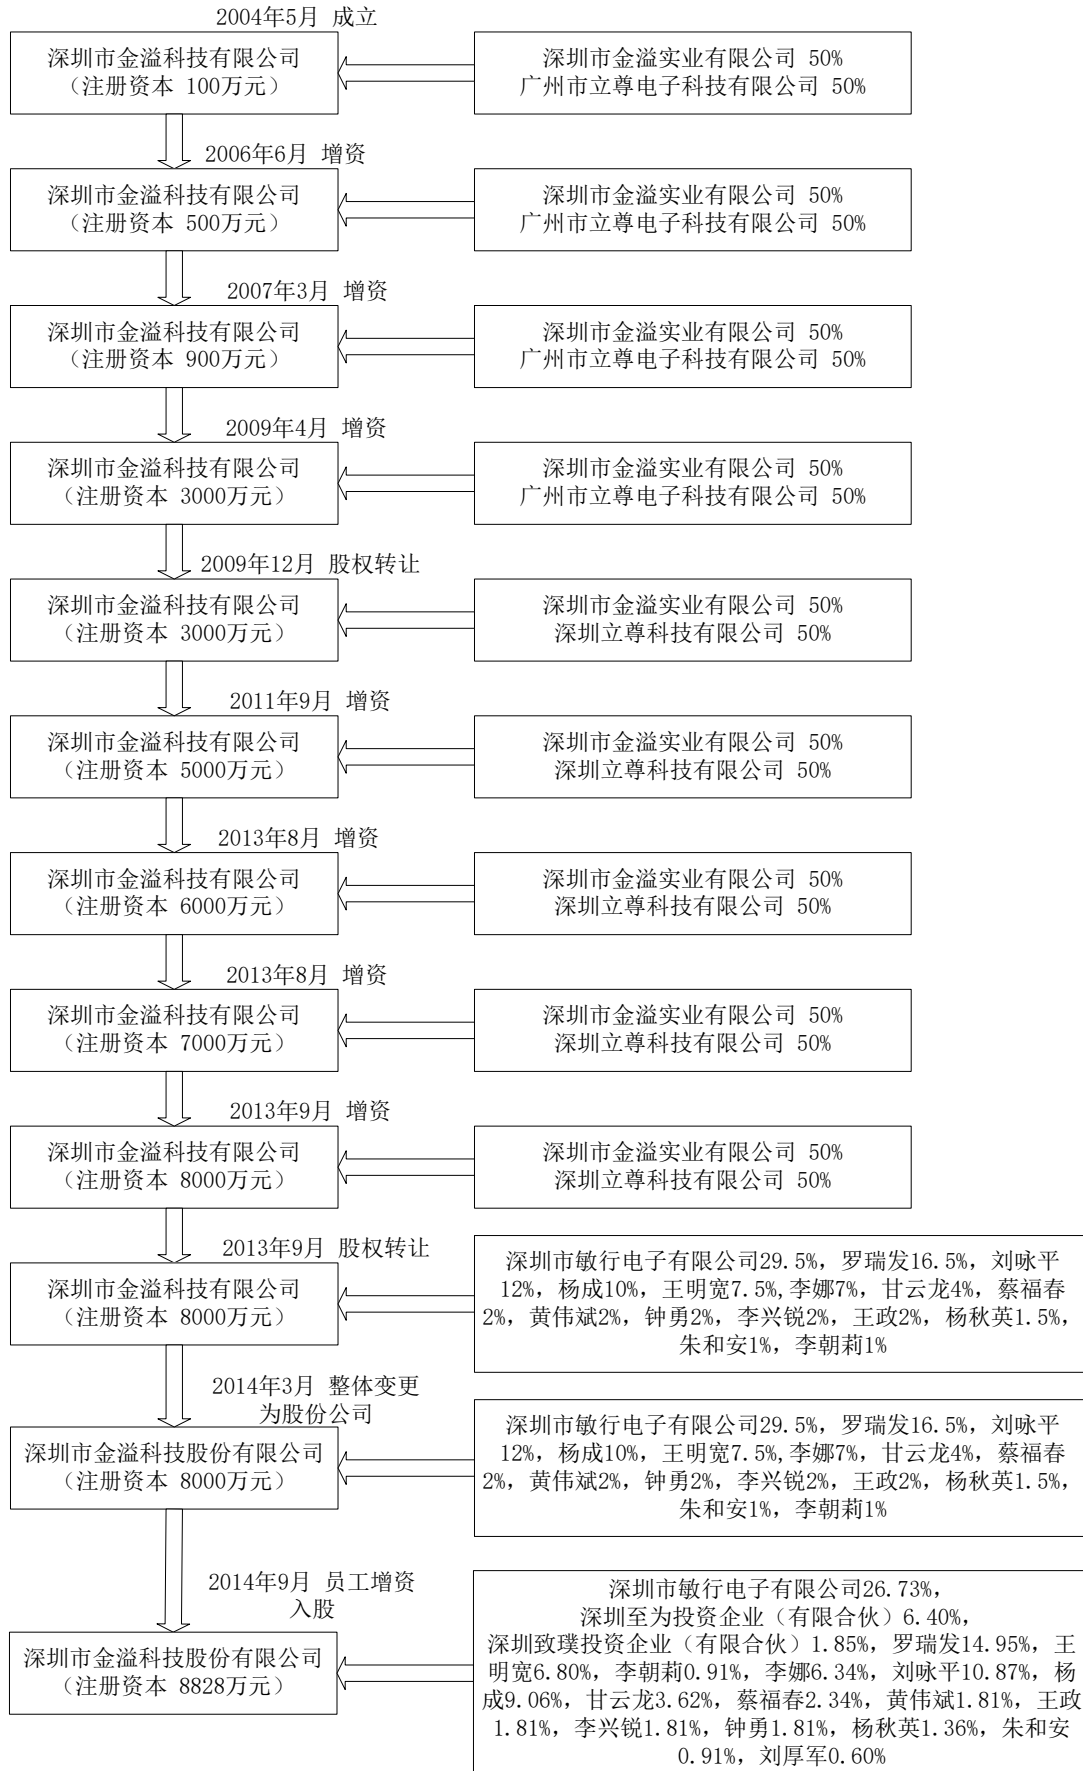 2004年5月 成立
深圳市金溢科技有限公司
（注册资本 100万元）
深圳市金溢实业有限公司 50%
广州市立尊电子科技有限公司 50%
2006年6月 增资
深圳市金溢科技有限公司
（注册资本 500万元）
深圳市金溢实业有限公司 50%
广州市立尊电子科技有限公司 50%
2007年3月 增资
深圳市金溢科技有限公司
（注册资本 900万元）
深圳市金溢实业有限公司 50%
广州市立尊电子科技有限公司 50%
2009年4月 增资
深圳市金溢科技有限公司
（注册资本 3000万元）
深圳市金溢实业有限公司 50%
广州市立尊电子科技有限公司 50%
2009年12月 股权转让
深圳市金溢科技有限公司
（注册资本 3000万元）
深圳市金溢实业有限公司 50%
深圳立尊科技有限公司 50%
2011年9月 增资
深圳市金溢科技有限公司
（注册资本 5000万元）
深圳市金溢实业有限公司 50%
深圳立尊科技有限公司 50%
2013年8月 增资
深圳市金溢科技有限公司
（注册资本 6000万元）
深圳市金溢实业有限公司 50%
深圳立尊科技有限公司 50%
2013年8月 增资
深圳市金溢科技有限公司
（注册资本 7000万元）
深圳市金溢实业有限公司 50%
深圳立尊科技有限公司 50%
2013年9月 增资
深圳市金溢科技有限公司
（注册资本 8000万元）
深圳市金溢实业有限公司 50%
深圳立尊科技有限公司 50%
2013年9月 股权转让
深圳市金溢科技有限公司
（注册资本 8000万元）
深圳市敏行电子有限公司29.5%，罗瑞发16.5%，刘咏平
12%，杨成10%，王明宽7.5%,李娜7%，甘云龙4%，蔡福春
2%，黄伟斌2%，钟勇2%，李兴锐2%，王政2%，杨秋英1.5%，
朱和安1%，李朝莉1%
2014年3月 整体变更
为股份公司
深圳市金溢科技股份有限公司
（注册资本 8000万元）
深圳市敏行电子有限公司29.5%，罗瑞发16.5%，刘咏平
12%，杨成10%，王明宽7.5%,李娜7%，甘云龙4%，蔡福春
2%，黄伟斌2%，钟勇2%，李兴锐2%，王政2%，杨秋英1.5%，
朱和安1%，李朝莉1%
2014年9月 员工增资
入股
深圳市金溢科技股份有限公司
（注册资本 8828万元）
深圳市敏行电子有限公司26.73%，
深圳至为投资企业（有限合伙）6.40%，
深圳致璞投资企业（有限合伙）1.85%，罗瑞发14.95%，王
明宽6.80%，李朝莉0.91%，李娜6.34%，刘咏平10.87%，杨
成9.06%，甘云龙3.62%，蔡福春2.34%，黄伟斌1.81%，王政
1.81%，李兴锐1.81%，钟勇1.81%，杨秋英1.36%，朱和安
0.91%，刘厚军0.60%